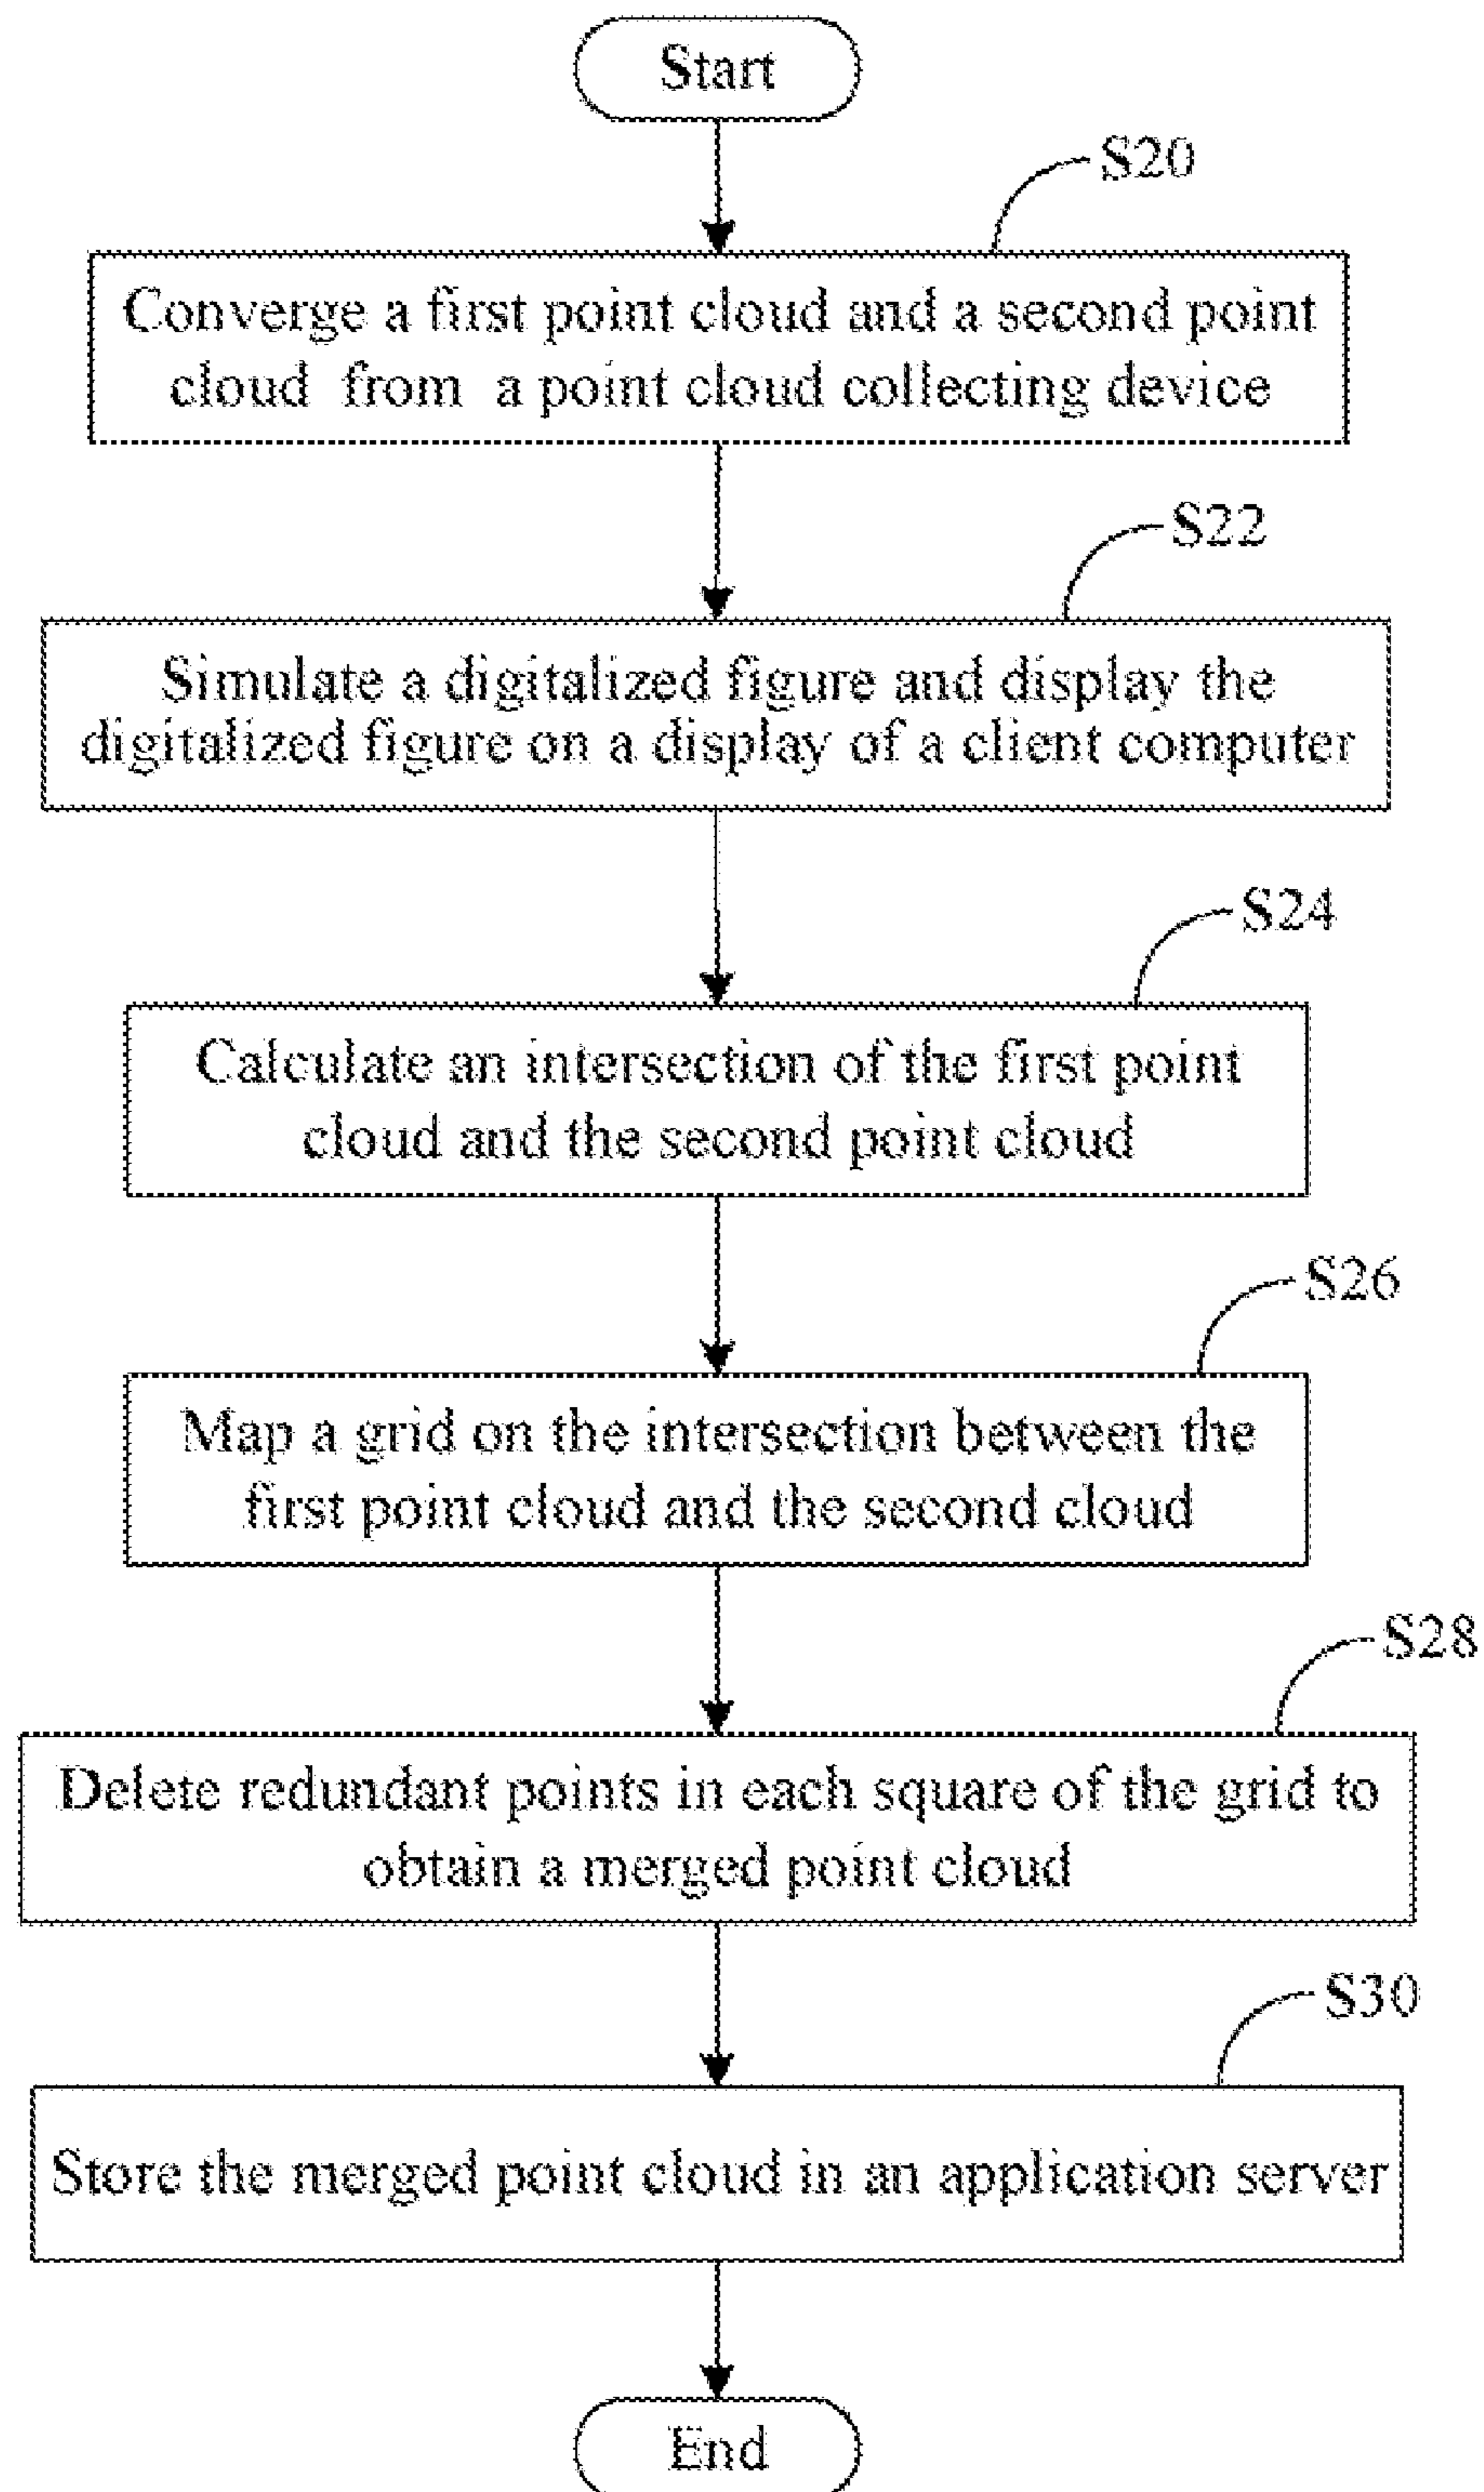 Start
S20
Converge a first point cloud and a second point
cloud from a point cloud collecting device
S22
Simulate a digitalized figure and display the
digitalized figure on a display of a client computer
S24
Calculate an intersection of the first point
cloud and the second point cloud
S26
Map a grid on the intersection between the
first point cloud and the second cloud
S28
Delete redundant points in each square of the grid to
obtain a merged point cloud
S30
Store the merged point cloud in an application server
End